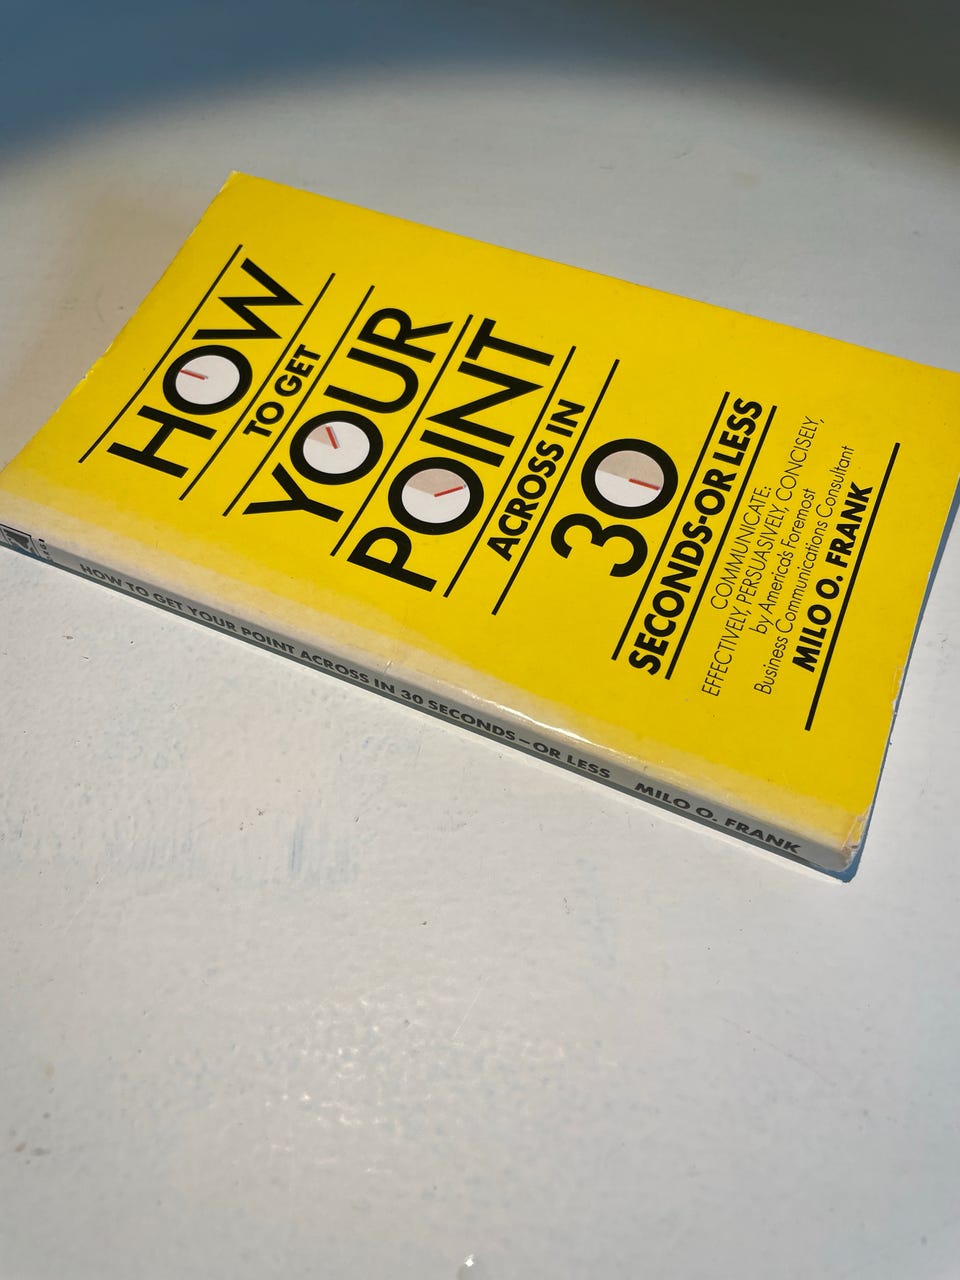 HOW
TO GET
YOUR
POINT
ACROSS IN
30
SECONDS-OR LESS
COMMUNICATE:
EFFECTIVELY, PERSUASIVELY, CONCISELY,
by America's Foremost
Business Communications Consultant
MILO O. FRANK
HOW TO GET YOUR POINT ACROSS IN 30 SECONDS–OR LESS MILO O. FRANK